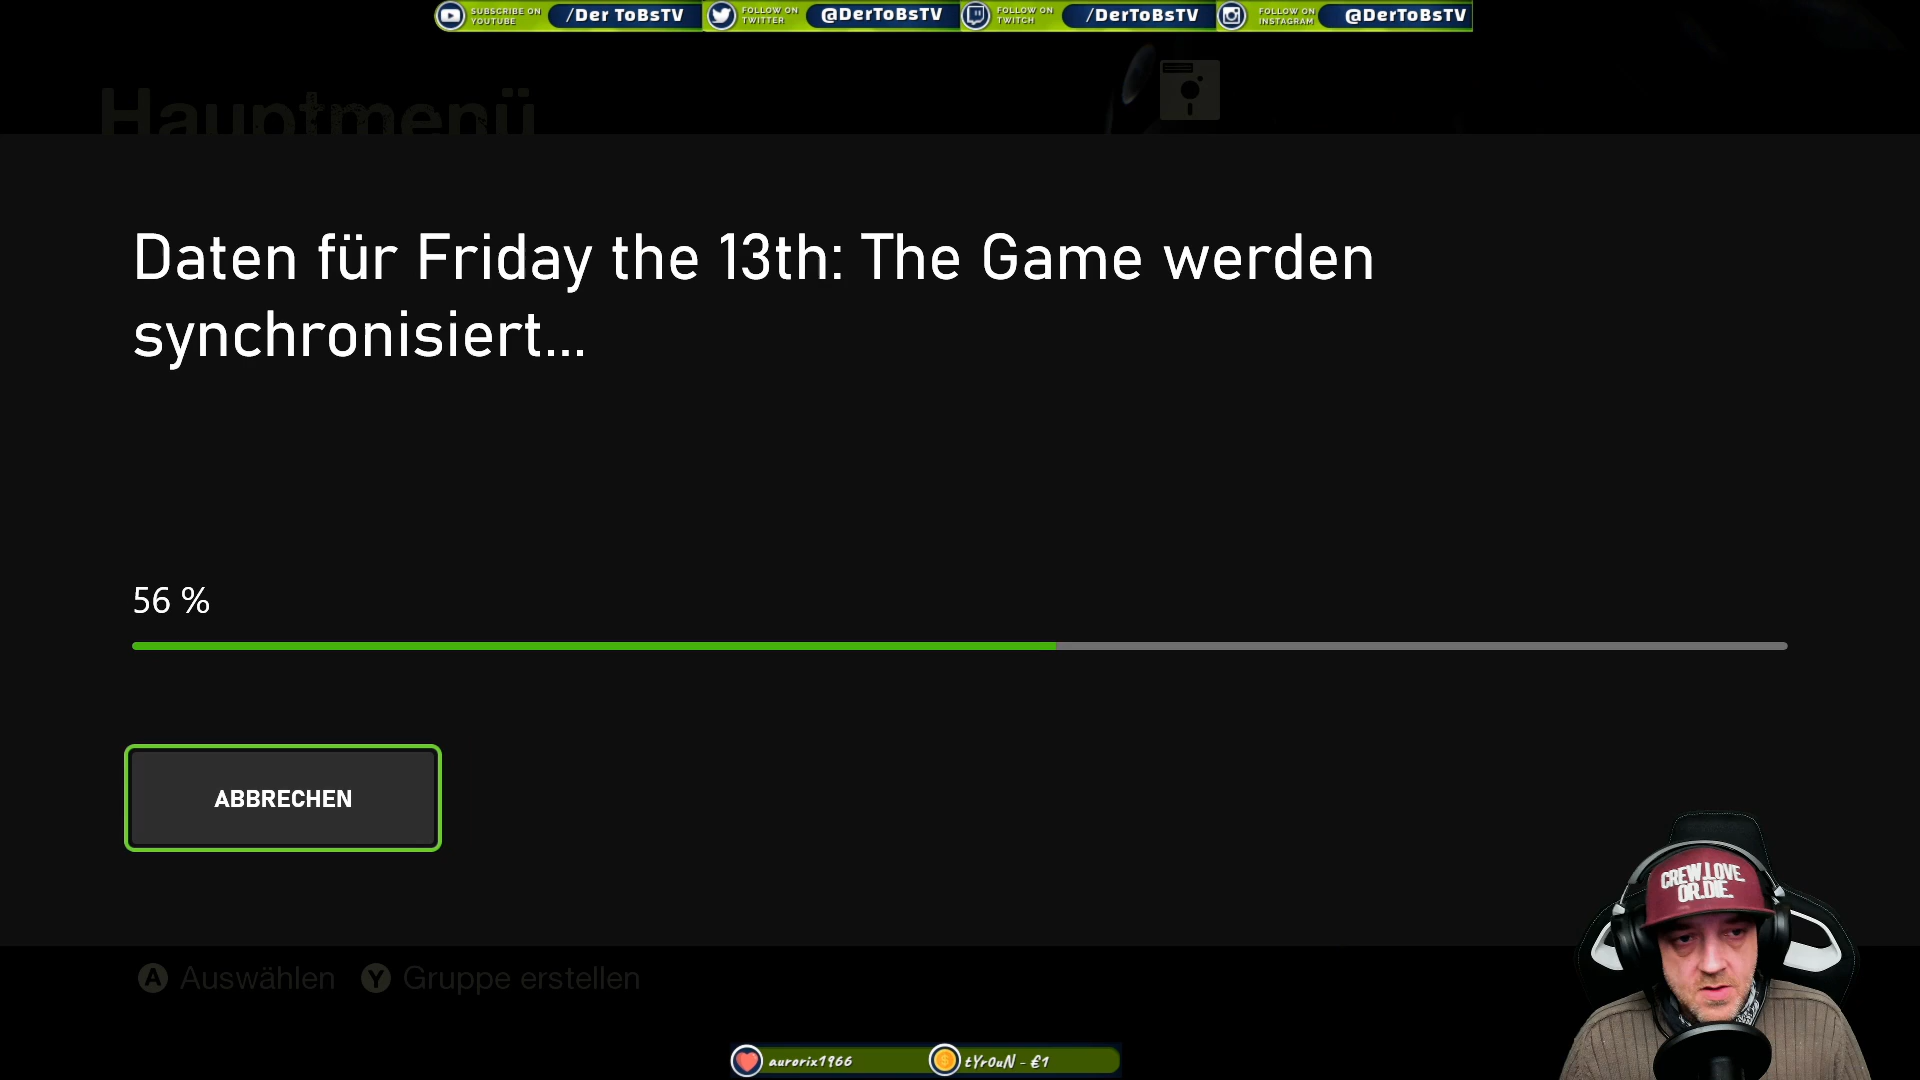 SUBSCRIBE ON YOUTUBE /Der ToBsTV FOLLOW ON TWITTER @DerToBsTV FOLLOW ON TWITCH /DerToBsTV FOLLOW ON INSTAGRAM @DerToBsTV
Hauptmenü
Daten für Friday the 13th: The Game werden
synchronisiert...
56 %
ABBRECHEN
CREW.LOVE.
OR.DIE.
A Auswählen Y Gruppe erstellen
aurorix1966 tYr0uN - €1